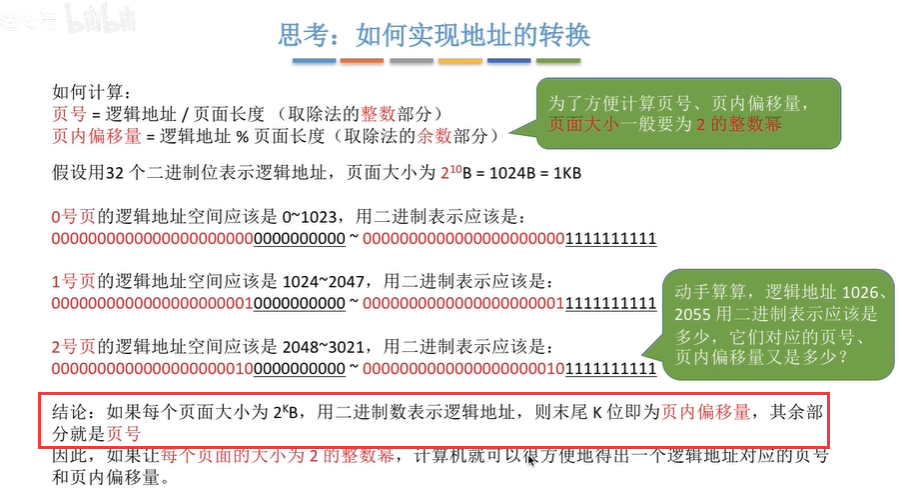 bilibili
思考：如何实现地址的转换
如何计算：
页号 = 逻辑地址 / 页面长度 （取除法的整数部分）
页内偏移量 = 逻辑地址 % 页面长度（取除法的余数部分）
为了方便计算页号、页内偏移量，
页面大小一般要为 2 的整数幂
假设用32 个二进制位表示逻辑地址，页面大小为 2¹⁰B = 1024B = 1KB
0号页的逻辑地址空间应该是 0~1023，用二进制表示应该是：
00000000000000000000000000000000 ~ 00000000000000000000001111111111
1号页的逻辑地址空间应该是 1024~2047，用二进制表示应该是：
00000000000000000000010000000000 ~ 00000000000000000000011111111111
2号页的逻辑地址空间应该是 2048~3021，用二进制表示应该是：
00000000000000000000100000000000 ~ 00000000000000000000101111111111
动手算算，逻辑地址 1026、
2055 用二进制表示应该是
多少，它们对应的页号、
页内偏移量又是多少？
结论：如果每个页面大小为 2ᴷB，用二进制数表示逻辑地址，则末尾 K 位即为页内偏移量，其余部
分就是页号
因此，如果让每个页面的大小为 2 的整数幂，计算机就可以很方便地得出一个逻辑地址对应的页号
和页内偏移量。